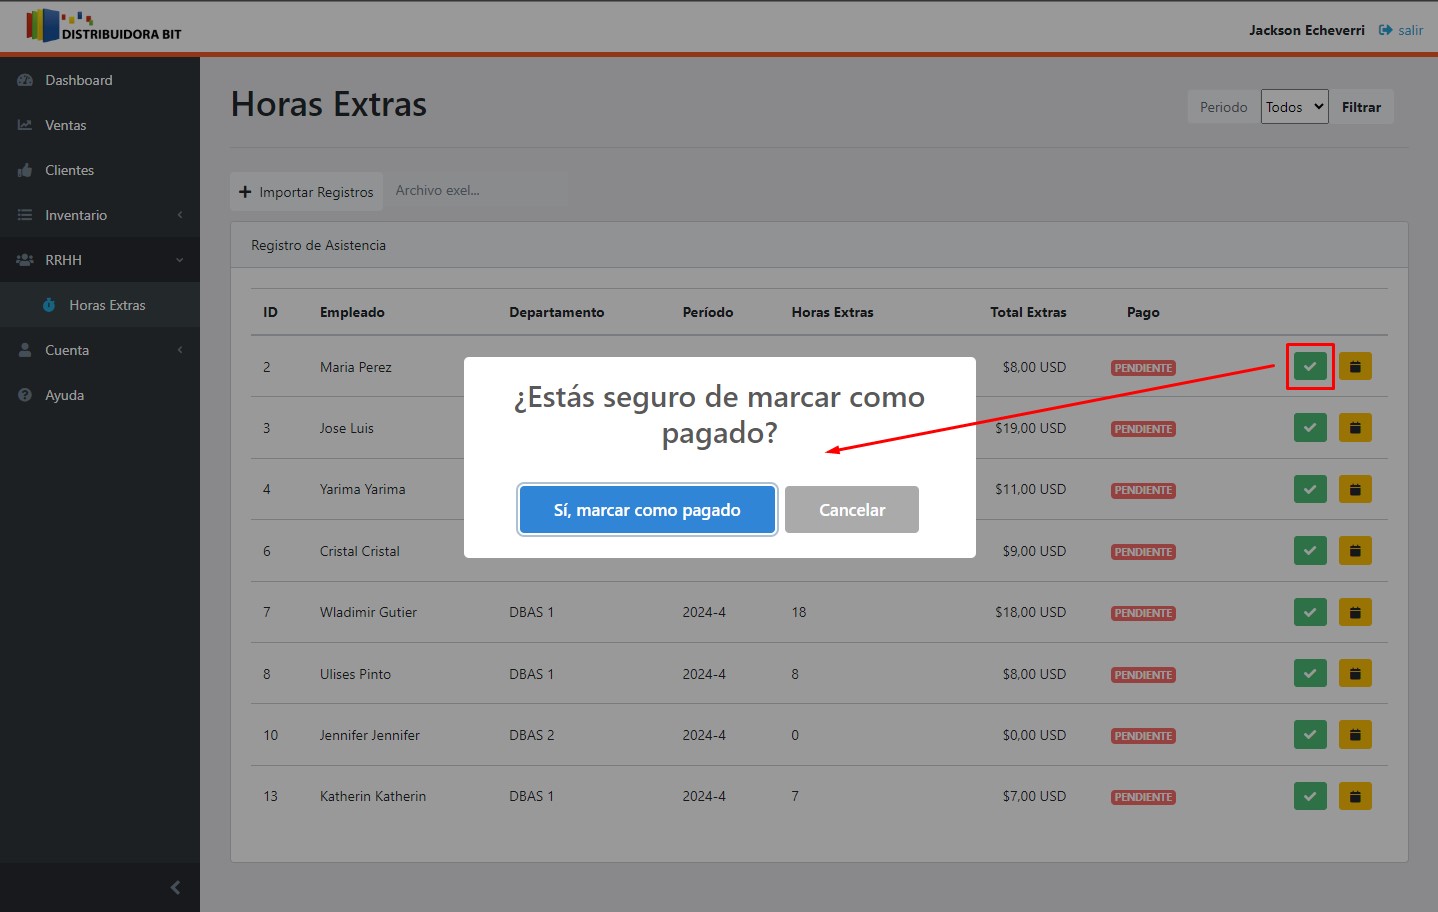 DISTRIBUIDORA BIT
Jackson Echeverri salir
Dashboard
Ventas
Clientes
Inventario
RRHH
Horas Extras
Cuenta
Ayuda
Horas Extras
Periodo Todos Filtrar
Importar Registros Archivo exel...
Registro de Asistencia
ID Empleado Departamento Período Horas Extras Total Extras Pago
2 Maria Perez $8,00 USD PENDIENTE
3 Jose Luis $19,00 USD PENDIENTE
4 Yarima Yarima $11,00 USD PENDIENTE
6 Cristal Cristal $9,00 USD PENDIENTE
7 Wladimir Gutier DBAS 1 2024-4 18 $18,00 USD PENDIENTE
8 Ulises Pinto DBAS 1 2024-4 8 $8,00 USD PENDIENTE
10 Jennifer Jennifer DBAS 2 2024-4 0 $0,00 USD PENDIENTE
13 Katherin Katherin DBAS 1 2024-4 7 $7,00 USD PENDIENTE
¿Estás seguro de marcar como
pagado?
Sí, marcar como pagado Cancelar